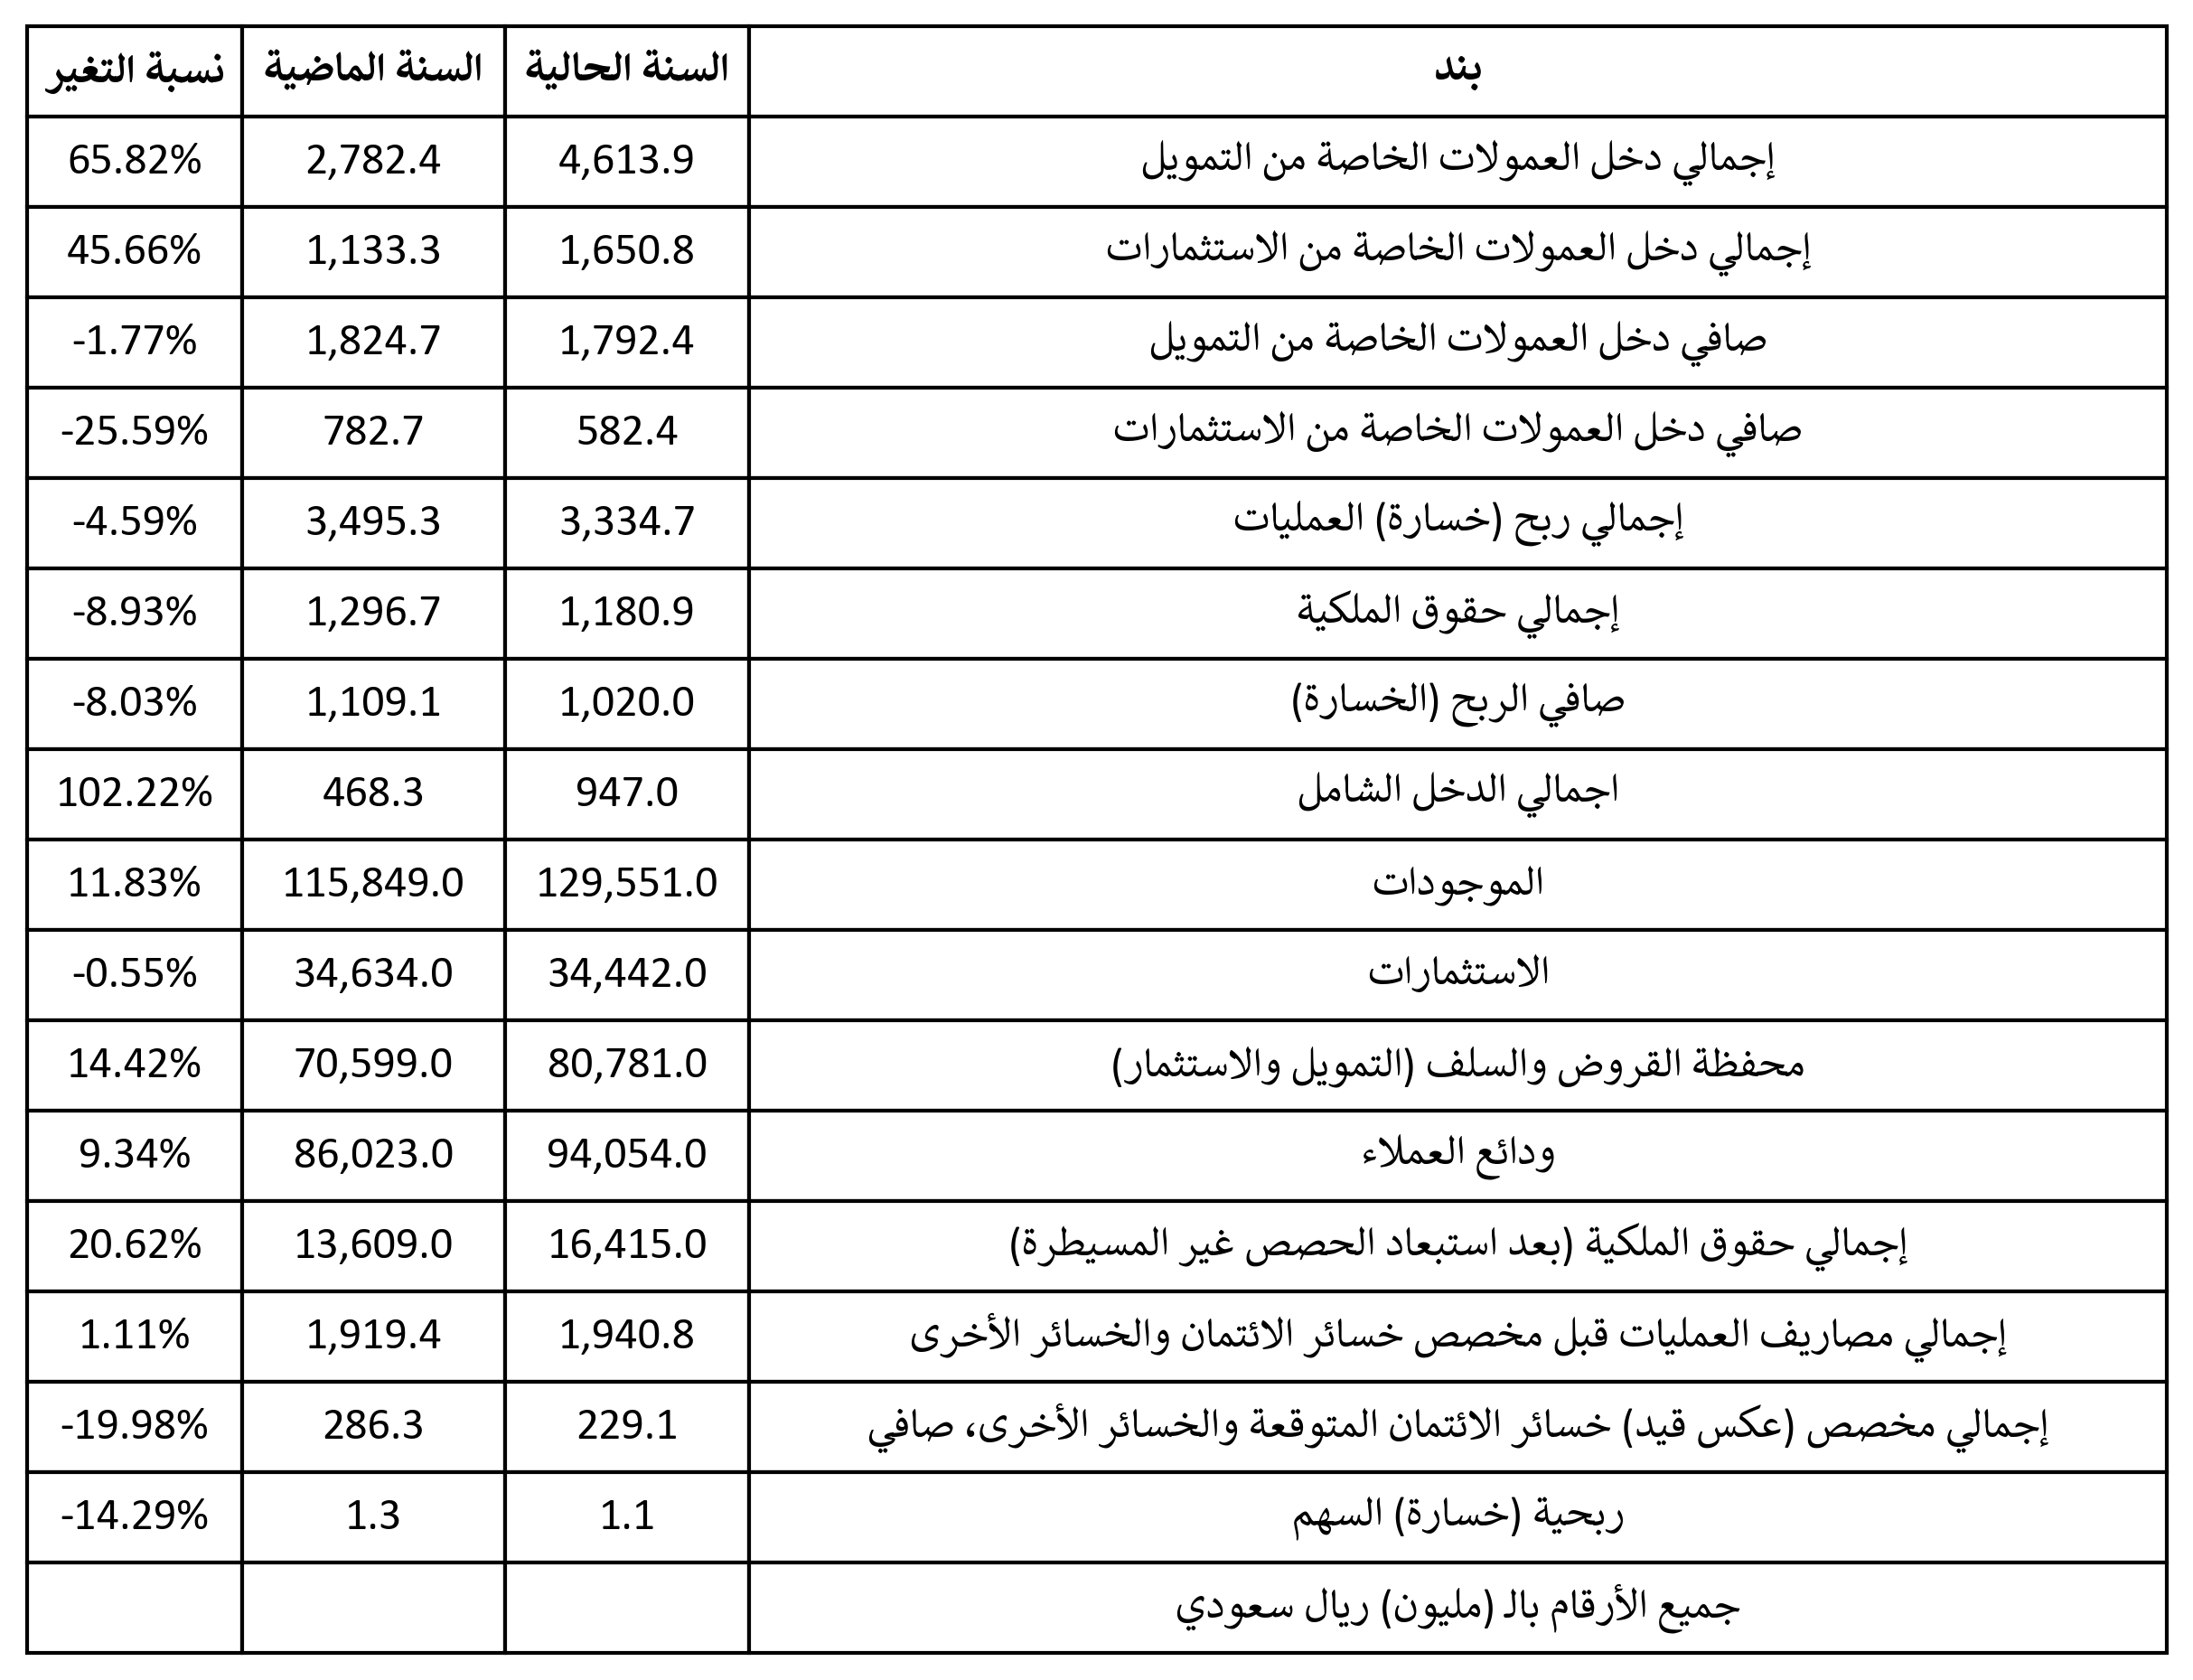 بند السنة الحالية السنة الماضية نسبة التغير
إجمالي دخل العمولات الخاصة من التمويل 4,613.9 2,782.4 65.82%
إجمالي دخل العمولات الخاصة من الاستثمارات 1,650.8 1,133.3 45.66%
صافي دخل العمولات الخاصة من التمويل 1,792.4 1,824.7 -1.77%
صافي دخل العمولات الخاصة من الاستثمارات 582.4 782.7 -25.59%
إجمالي ربح (خسارة) العمليات 3,334.7 3,495.3 -4.59%
إجمالي حقوق الملكية 1,180.9 1,296.7 -8.93%
صافي الربح (الخسارة) 1,020.0 1,109.1 -8.03%
اجمالي الدخل الشامل 947.0 468.3 102.22%
الموجودات 129,551.0 115,849.0 11.83%
الاستثمارات 34,442.0 34,634.0 -0.55%
محفظة القروض والسلف (التمويل والاستثمار) 80,781.0 70,599.0 14.42%
ودائع العملاء 94,054.0 86,023.0 9.34%
إجمالي حقوق الملكية (بعد استبعاد الحصص غير المسيطرة) 16,415.0 13,609.0 20.62%
إجمالي مصاريف العمليات قبل مخصص خسائر الائتمان والخسائر الأخرى 1,940.8 1,919.4 1.11%
إجمالي مخصص (عكس قيد) خسائر الائتمان المتوقعة والخسائر الأخرى، صافي 229.1 286.3 -19.98%
ربحية (خسارة) السهم 1.1 1.3 -14.29%
جميع الأرقام بالـ (مليون) ريال سعودي